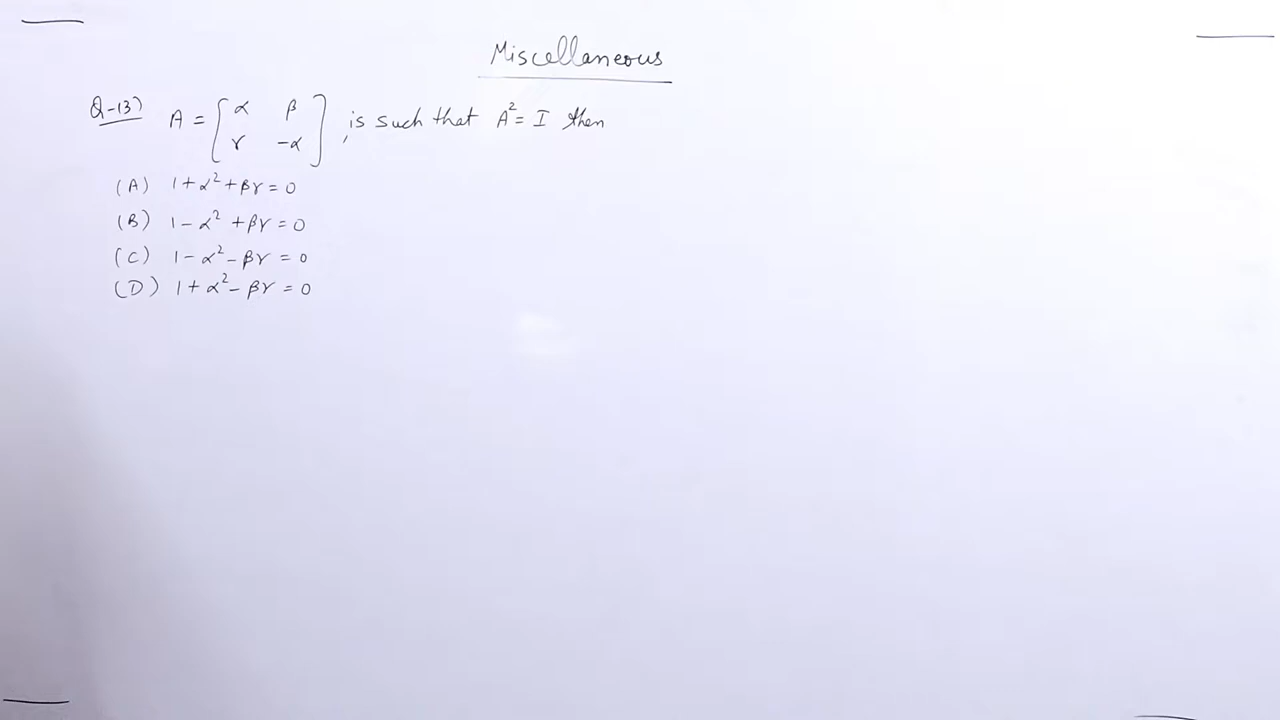 Miscellaneous
Q-13) A = [α β
γ -α] , is such that A² = I then
(A) 1 + α² + βγ = 0
(B) 1 - α² + βγ = 0
(C) 1 - α² - βγ = 0
(D) 1 + α² - βγ = 0